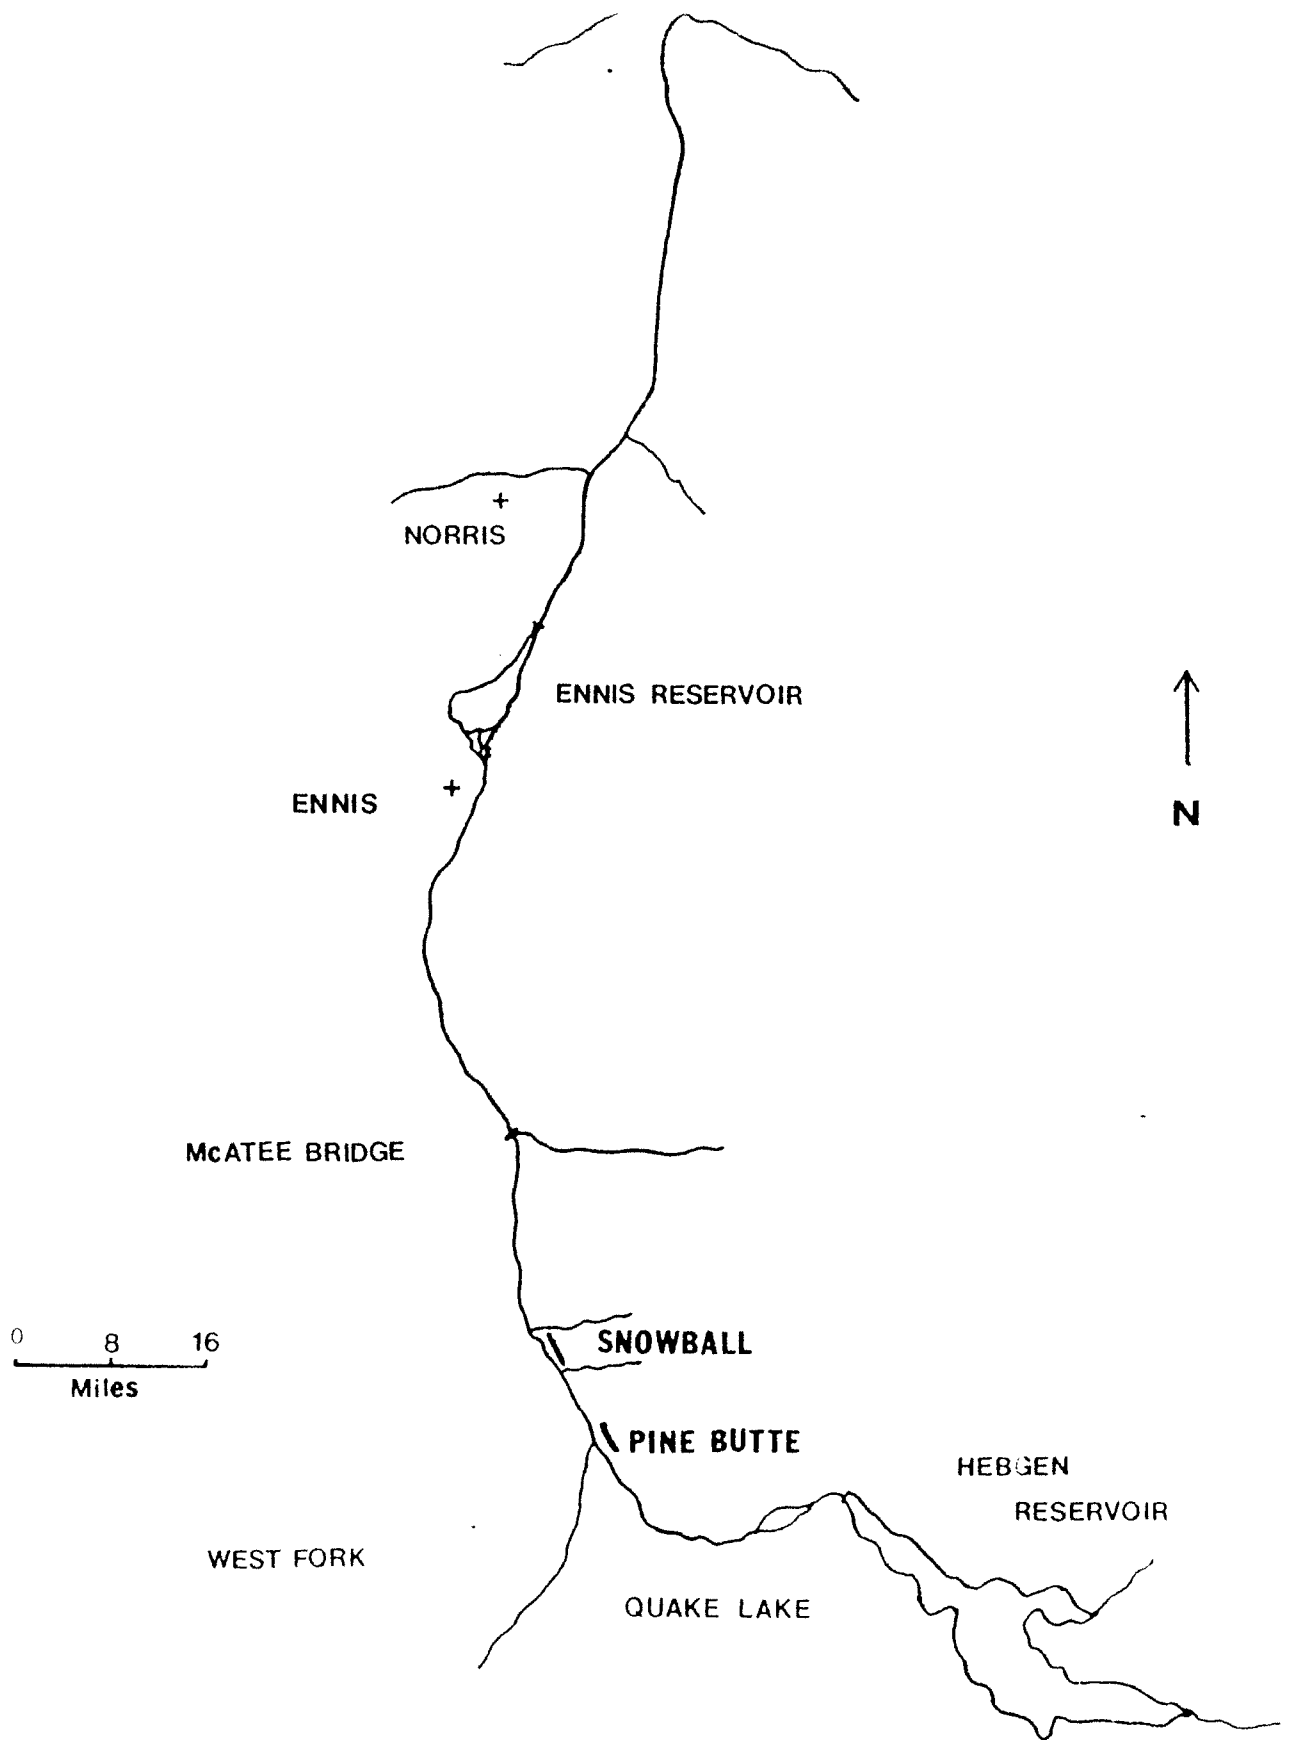 NORRIS
ENNIS RESERVOIR
ENNIS
N
McATEE BRIDGE
0 8 16
Miles
SNOWBALL
PINE BUTTE
HEBGEN
RESERVOIR
WEST FORK
QUAKE LAKE